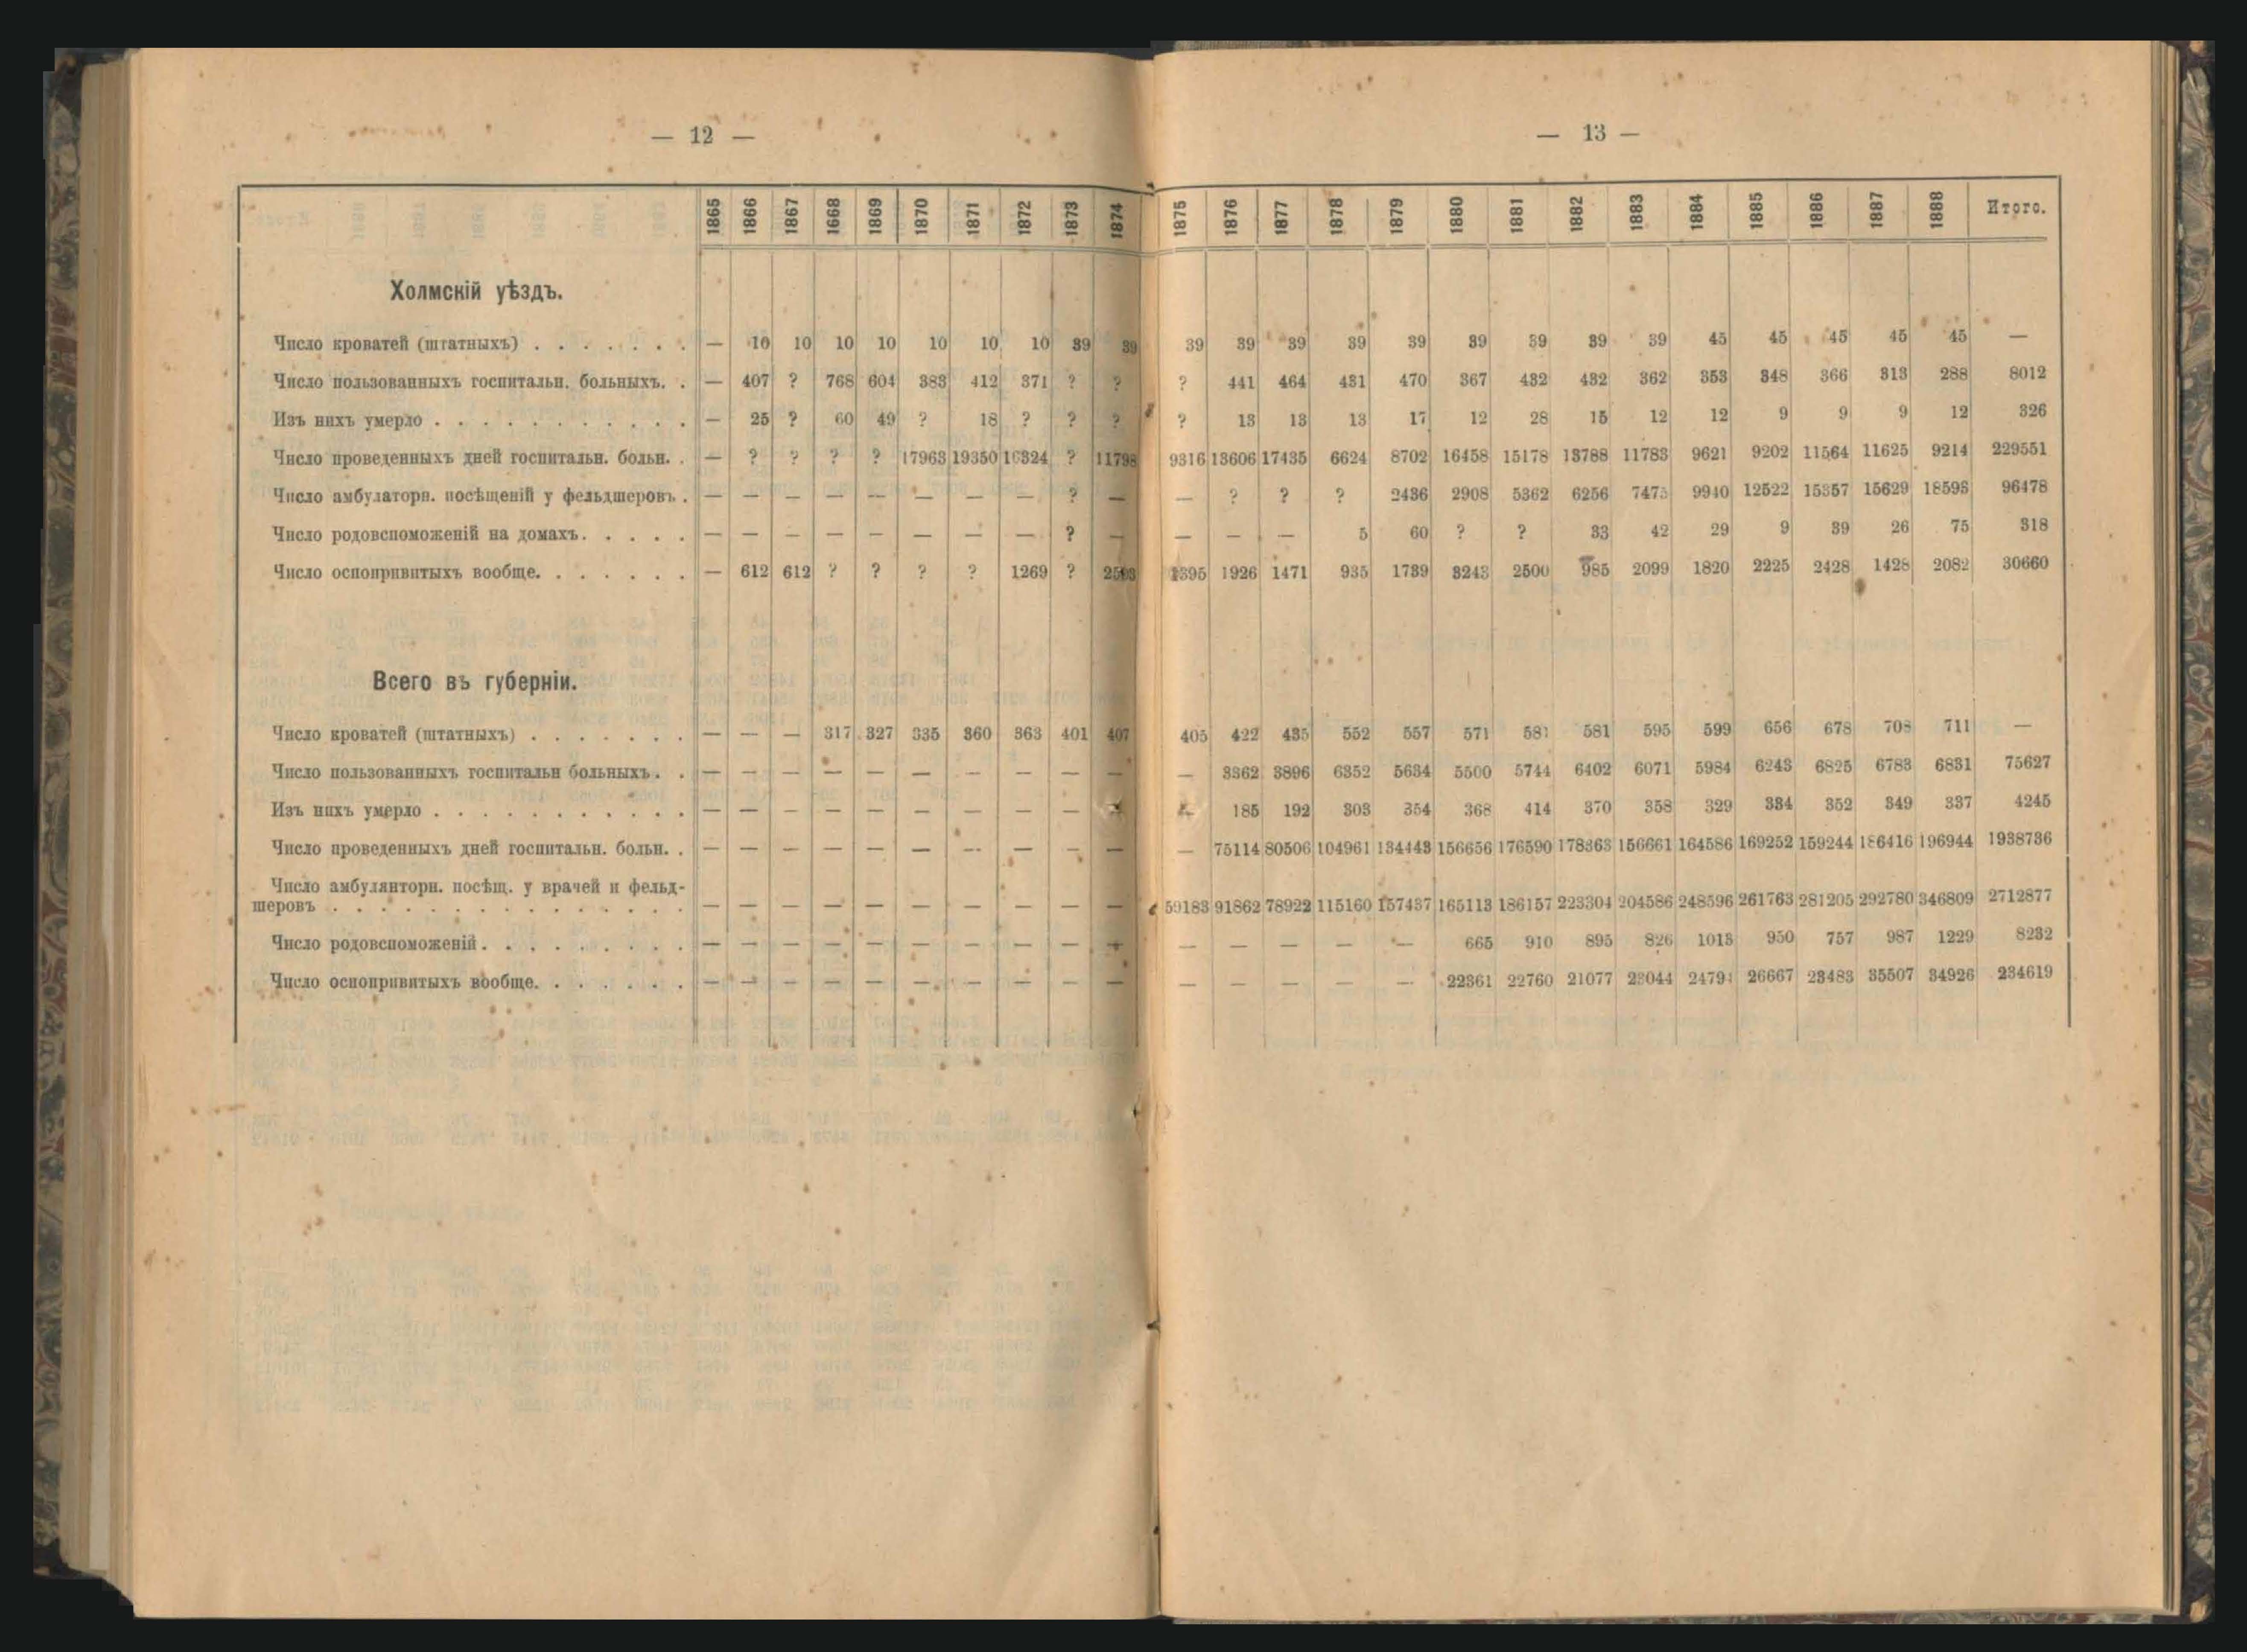 — 12 —
1865 1866 1867 1668 1869 1870 1871 1872 1873 1874
Холмскій уѣздъ.
Число кроватей (штатныхъ) . . . . . . . — 10 10 10 10 10 10 10 39 39
Число пользованныхъ госпитальн. больныхъ. . — 407 ? 768 604 383 412 371 ? ?
Изъ нихъ умерло . . . . . . . . . . . — 25 ? 60 49 ? 18 ? ? ?
Число проведенныхъ дней госпитальн. больн. . — ? ? ? ? 17963 19350 16324 ? 11798
Число амбулаторн. посѣщеній у фельдшеровъ . — — — — — — — — ? —
Число родовспоможеній на домахъ. . . . . — — — — — — — — ? —
Число оспопривитыхъ вообще. . . . . . . — 612 612 ? ? ? ? 1269 ?
Всего въ губерніи.
Число кроватей (штатныхъ) . . . . . . . — — — 317 327 335 360 363 401 407
Число пользованныхъ госпитальн больныхъ. . — — — — — — — — — —
Изъ нихъ умерло . . . . . . . . . . . — — — — — — — — — —
Число проведенныхъ дней госпитальн. больн. . — — — — — — — — — —
Число амбулянторн. посѣщ. у врачей и фельд-
шеровъ . . . . . . . . . . . . . . . — — — — — — — — — —
Число родовспоможеній. . . . . . . . . — — — — — — — — — —
Число оспопривитыхъ вообще. . . . . . . — — — — — — — — — —
— 13 —
1875 1876 1877 1878 1879 1880 1881 1882 1883 1884 1885 1886 1887 1888 Итого.
39 39 39 39 39 39 39 39 39 45 45 45 45 45 —
? 441 464 431 470 367 432 432 362 353 348 366 313 288 8012
? 13 13 13 17 12 28 15 12 12 9 9 9 12 326
9316 13606 17435 6624 8702 16458 15178 13788 11783 9621 9202 11564 11625 9214 229551
— ? ? ? 2436 2908 5362 6256 7475 9940 12522 15357 15629 18593 96478
— — — 5 60 ? ? 33 42 29 9 39 26 75 318
1395 1926 1471 935 1739 3243 2500 985 2099 1820 2225 2428 1428 2082 30660
405 422 435 552 557 571 581 581 595 599 656 678 708 711 —
— 3362 3896 6352 5634 5500 5744 6402 6071 5984 6243 6825 6783 6831 75627
185 192 303 354 368 414 370 358 329 334 352 349 337 4245
— 75114 80506 104961 134443 156656 176590 178363 156661 164586 169252 159244 186416 196944 1938736
59183 91862 78922 115160 157437 165113 186157 223304 204586 248596 261763 281205 292780 346809 2712877
— — — — — 665 910 895 826 1013 950 757 987 1229 8232
— — — — — 22361 22760 21077 23044 24794 26667 23483 35507 34926 234619